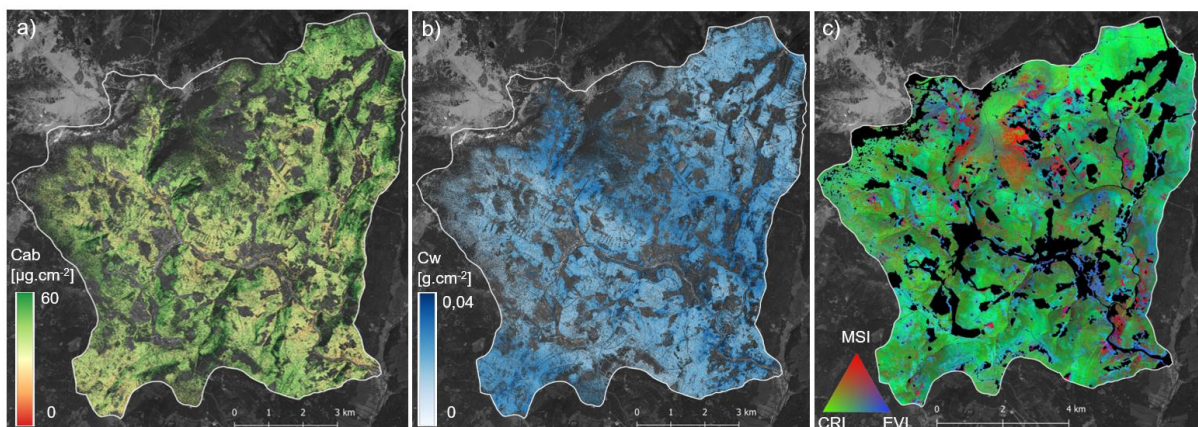 a)
Cab
[µg.cm⁻²]
60
0
0 1 2 3 km
b)
Cw
[g.cm⁻²]
0,04
0
0 1 2 3 km
c)
MSI
CRI
EVI
0 2 4 km